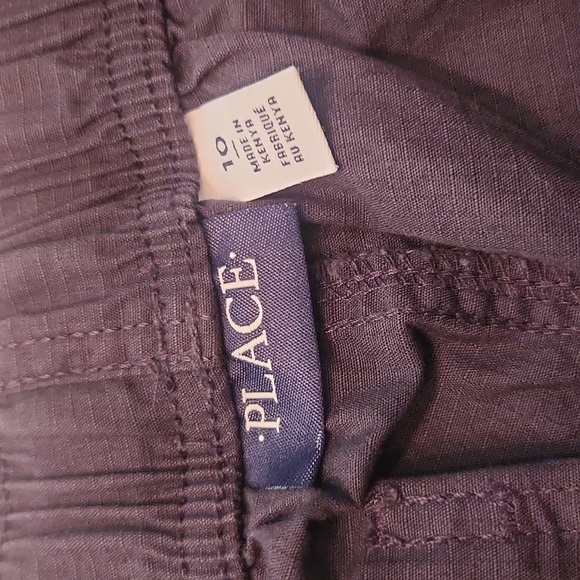 10
MADE IN
KENYA
FABRIQUÉ
AU KENYA
·PLACE·